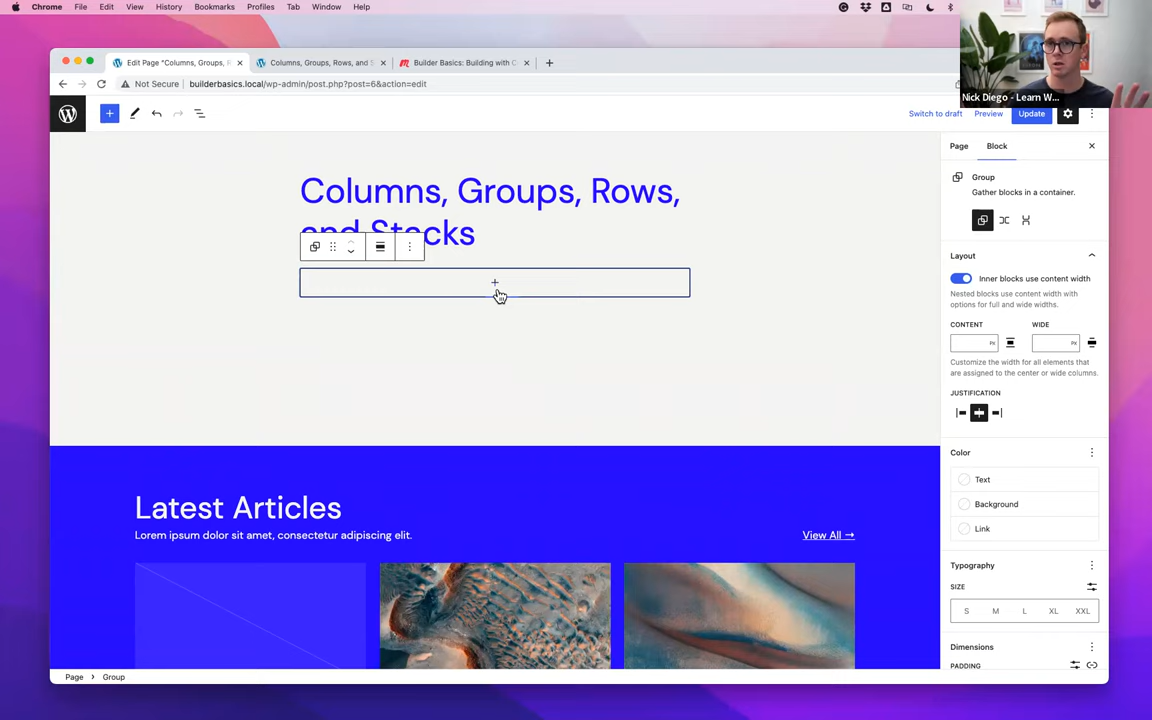 Chrome File Edit View History Bookmarks Profiles Tab Window Help
Edit Page "Columns, Groups, R
Columns, Groups, Rows, and S
Builder Basics: Building with C
Not Secure builderbasics.local/wp-admin/post.php?post=6&action=edit
Nick Diego - Learn W...
Switch to draft Preview Update
Page Block
Columns, Groups, Rows,
and Stacks
Group
Gather blocks in a container.
Layout
Inner blocks use content width
Nested blocks use content width with
options for full and wide widths.
CONTENT WIDE
PX PX
Customize the width for all elements that
are assigned to the center or wide columns.
JUSTIFICATION
Color
Text
Background
Link
Typography
SIZE
S M L XL XXL
Dimensions
PADDING
Latest Articles
Lorem ipsum dolor sit amet, consectetur adipiscing elit.
View All →
Page > Group